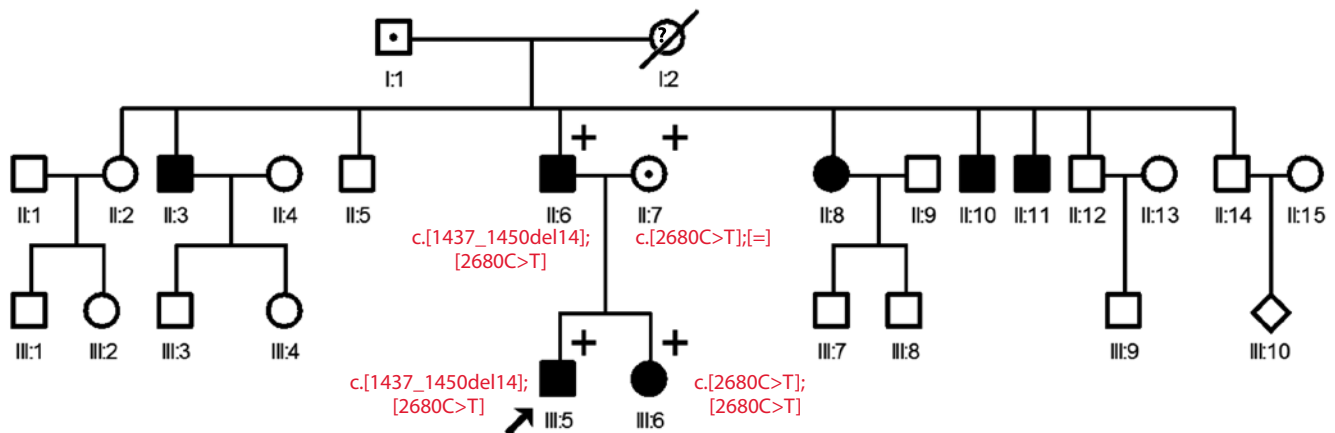 ?
I:1
I:2
+ + 
II:1 II:2 II:3 II:4 II:5 II:6 II:7 II:8 II:9 II:10 II:11 II:12 II:13 II:14 II:15
c.[1437_1450del14];
[2680C>T]
c.[2680C>T];[=]
+ +
III:1 III:2 III:3 III:4 III:7 III:8 III:9 III:10
c.[1437_1450del14];
[2680C>T]
c.[2680C>T];
[2680C>T]
III:5 III:6